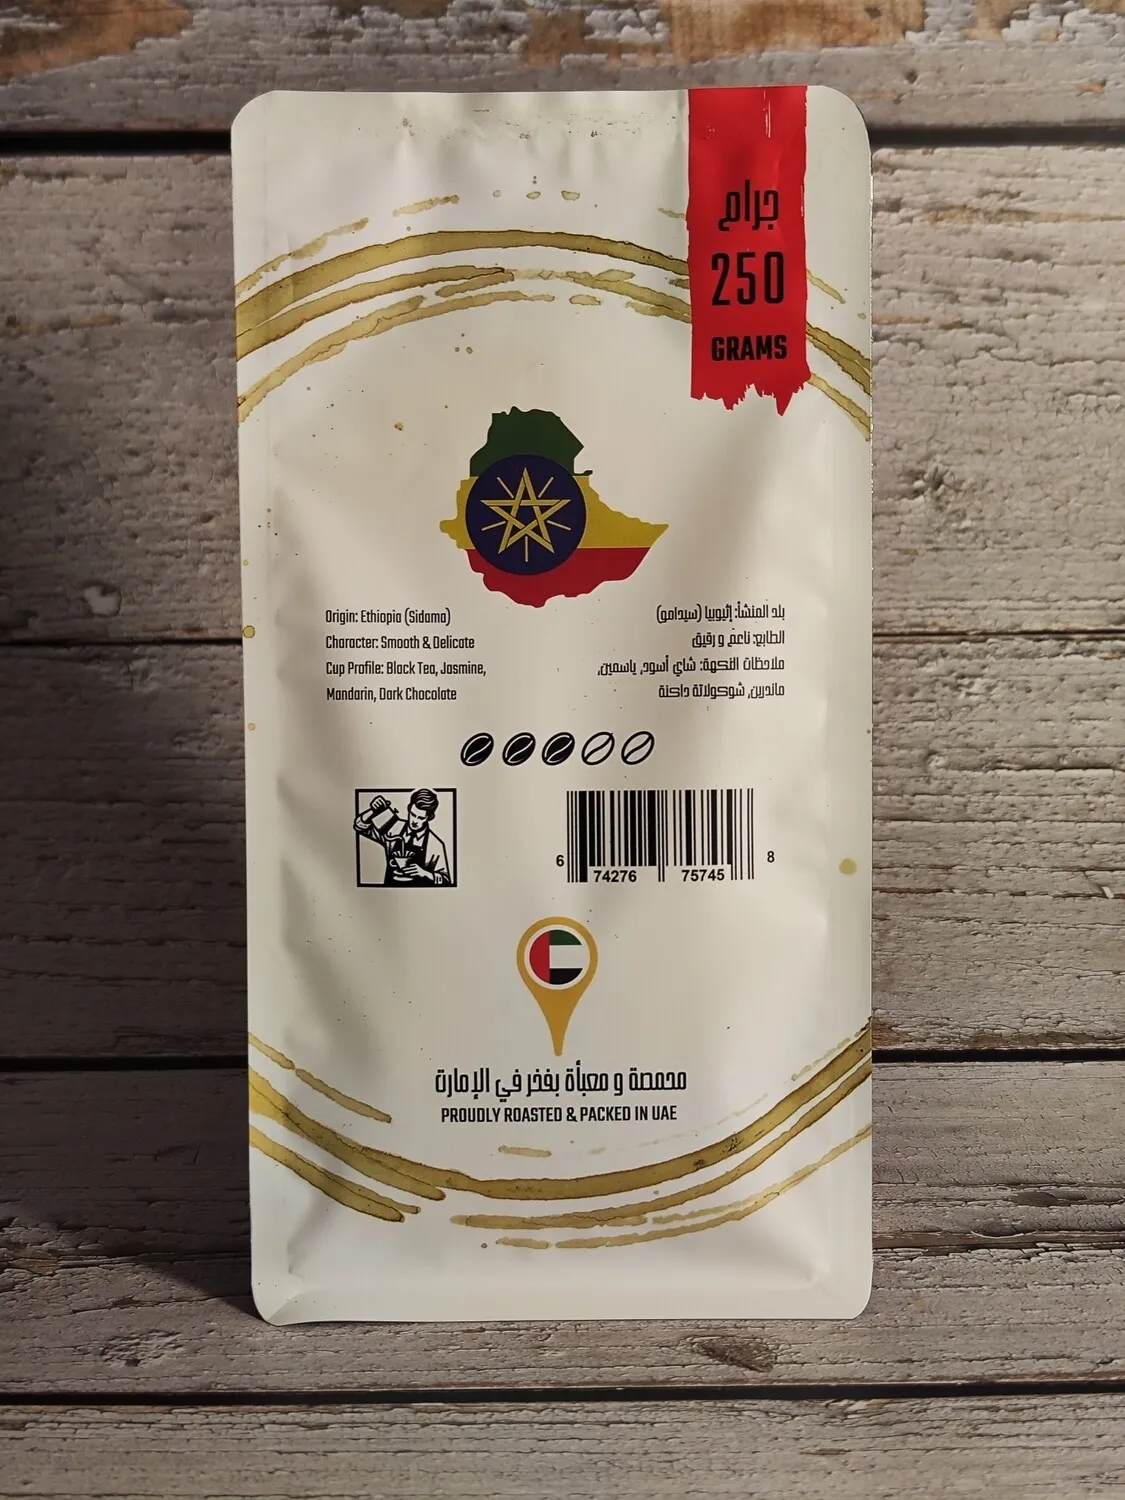 جرام
250
GRAMS
Origin: Ethiopia (Sidama)
Character: Smooth & Delicate
Cup Profile: Black Tea, Jasmine,
Mandarin, Dark Chocolate
بلد المنشأ: إثيوبيا (سيدامو)
الطابع: ناعم و رقيق
ملاحظات النكهة: شاي أسود, ياسمين,
ماندرين, شوكولاتة داكنة
6 74276 75745 8
محمصة و معبأة بفخر في الإمارت
PROUDLY ROASTED & PACKED IN UAE